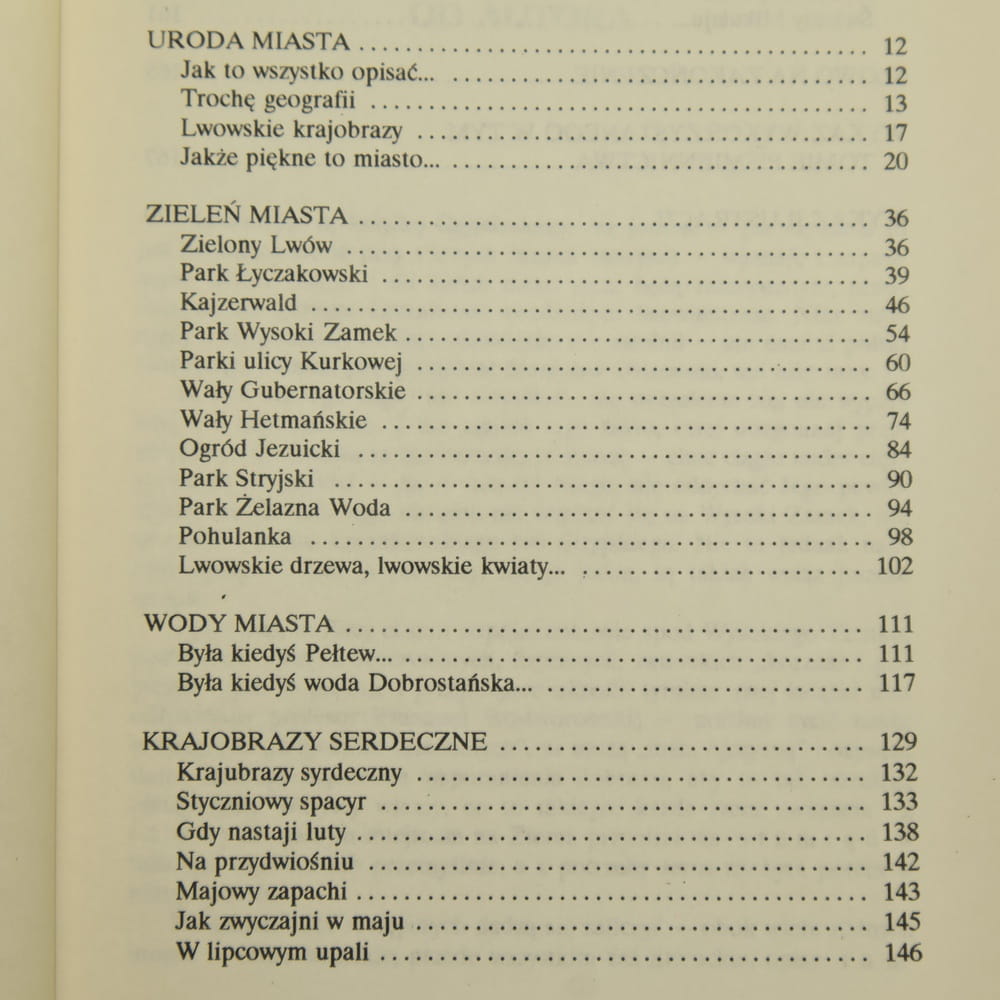 URODA MIASTA ........................................ 12
Jak to wszystko opisać... ................................ 12
Trochę geografii ...................................... 13
Lwowskie krajobrazy ................................... 17
Jakże piękne to miasto... ................................ 20
ZIELEŃ MIASTA ........................................ 36
Zielony Lwów ........................................ 36
Park Łyczakowski ..................................... 39
Kajzerwald ........................................... 46
Park Wysoki Zamek .................................... 54
Parki ulicy Kurkowej ................................... 60
Wały Gubernatorskie ................................... 66
Wały Hetmańskie ...................................... 74
Ogród Jezuicki ....................................... 84
Park Stryjski ......................................... 90
Park Żelazna Woda .................................... 94
Pohulanka ........................................... 98
Lwowskie drzewa, lwowskie kwiaty... ...................... 102
WODY MIASTA ......................................... 111
Była kiedyś Pełtew... .................................... 111
Była kiedyś woda Dobrostańska... ......................... 117
KRAJOBRAZY SERDECZNE ............................. 129
Krajubrazy syrdeczny ................................... 132
Styczniowy spacyr ...................................... 133
Gdy nastaji luty ........................................ 138
Na przydwiośniu ....................................... 142
Majowy zapachi ........................................ 143
Jak zwyczajni w maju .................................... 145
W lipcowym upali ...................................... 146